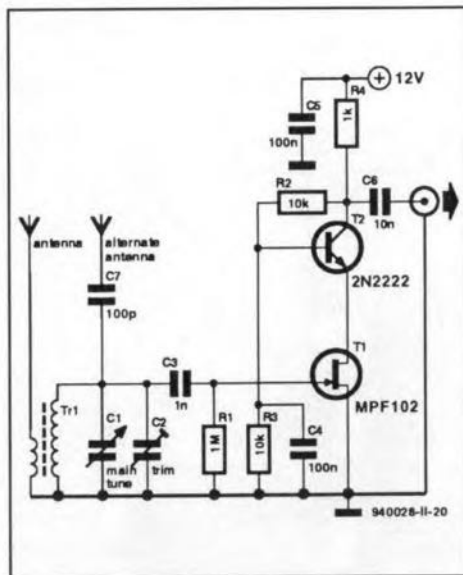 12V
R4
1k
C5
100n
R2
10k
C6
10n
T2
2N2222
antenna
alternate
antenna
C7
100p
T1
C3
1n
MPF102
Tr1
C1
C2
R1
1M
R3
10k
C4
100n
main
tune
trim
940026-II-20